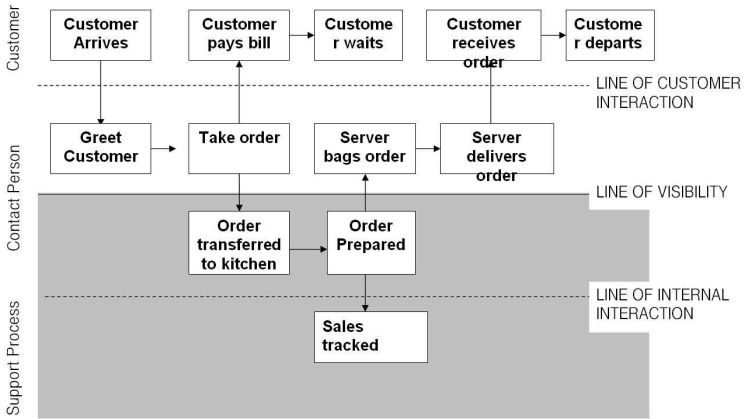 Customer
Customer
Arrives
Customer
pays bill
Custome
r waits
Customer
receives
order
Custome
r departs
LINE OF CUSTOMER
INTERACTION
Contact Person
Greet
Customer
Take order
Server
bags order
Server
delivers
order
LINE OF VISIBILITY
Order
transferred
to kitchen
Order
Prepared
LINE OF INTERNAL
INTERACTION
Support Process
Sales
tracked